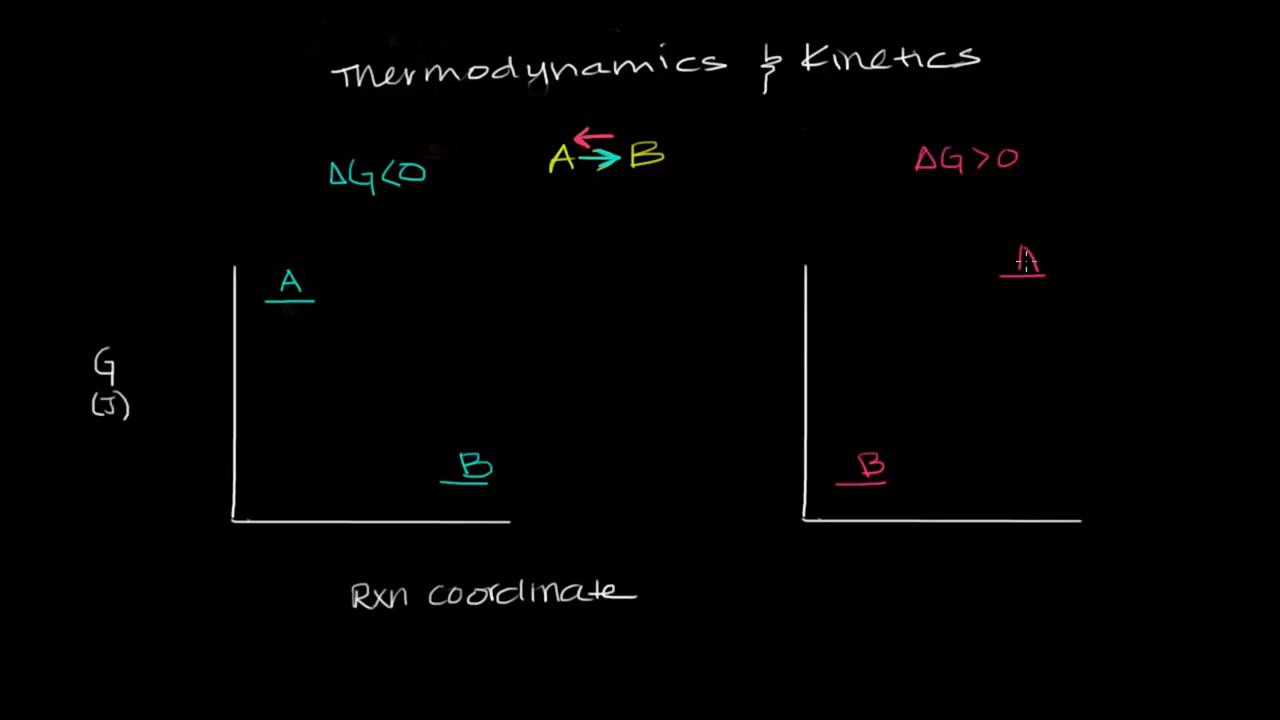 Thermodynamics & Kinetics
ΔG<0
A → B
←
ΔG>0
A
B
G
(J)
A
B
Rxn coordinate